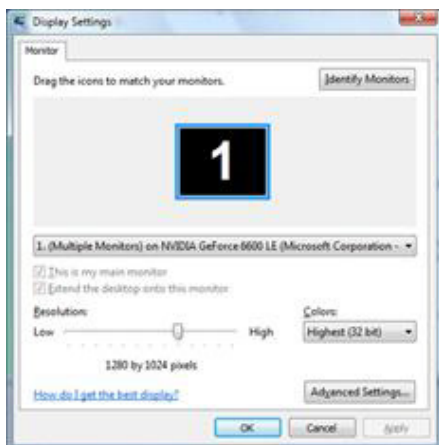 Display Settings
Monitor
Drag the icons to match your monitors.
Identify Monitors
1
1. (Multiple Monitors) on NVIDIA GeForce 6600 LE (Microsoft Corporation -
This is my main monitor
Extend the desktop onto this monitor
Resolution:
Colors:
Low
High
Highest (32 bit)
1280 by 1024 pixels
How do I get the best display?
Advanced Settings...
OK
Cancel
Apply